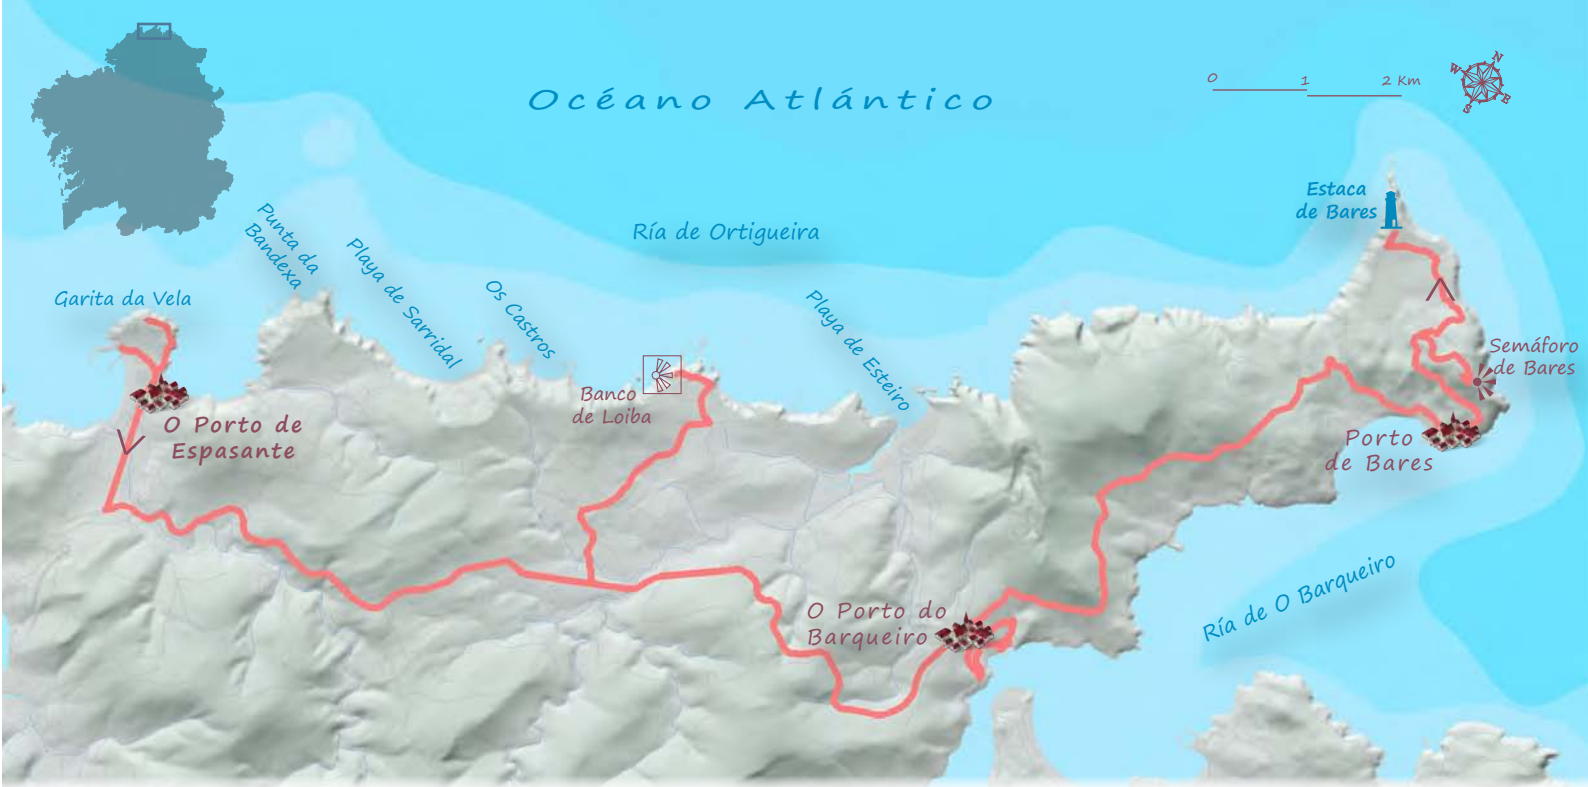 Océano Atlántico
0 1 2 Km
N
W
E
S
Estaca
de Bares
Ría de Ortigueira
Punta da
Bandexa
Playa de Sarridal
Os Castros
Garita da Vela
Playa de Esteiro
Semáforo
de Bares
Banco
de Loiba
O Porto de
Espasante
Porto
de Bares
Ría de O Barqueiro
O Porto do
Barqueiro